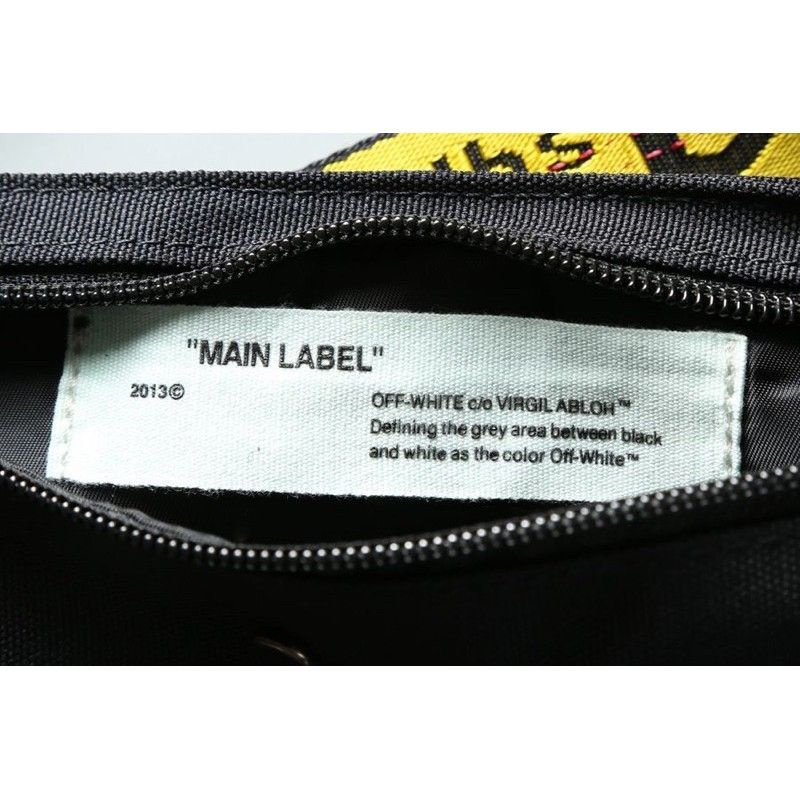 lbs
"MAIN LABEL"
2013©
OFF-WHITE c/o VIRGIL ABLOH™
Defining the grey area between black
and white as the color Off-White™